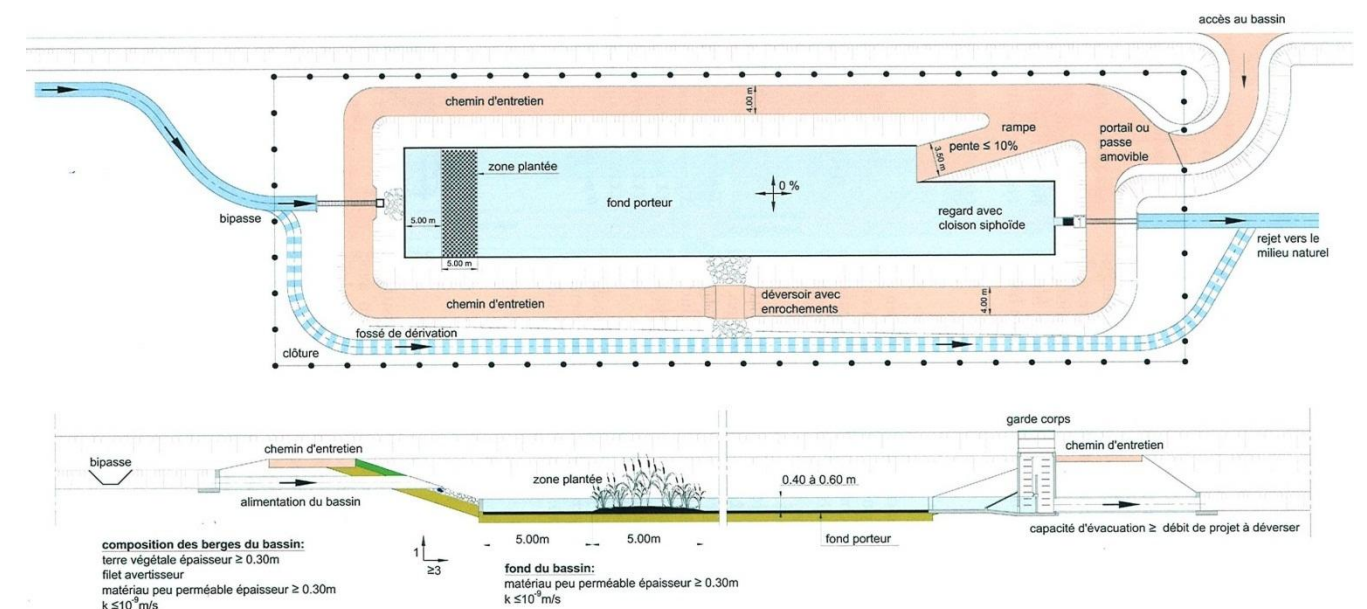 accès au bassin
chemin d'entretien
4.00 m
rampe
pente ≤ 10%
3.50 m
portail ou
passe
amovible
zone plantée
0 %
fond porteur
bipasse
5.00 m
5.00 m
regard avec
cloison siphoïde
rejet vers le
milieu naturel
chemin d'entretien
déversoir avec
enrochements
4.00 m
fossé de dérivation
clôture
garde corps
chemin d'entretien
chemin d'entretien
bipasse
zone plantée
0.40 à 0.60 m
alimentation du bassin
capacité d'évacuation ≥ débit de projet à déverser
5.00m
5.00m
fond porteur
composition des berges du bassin:
terre végétale épaisseur ≥ 0.30m
filet avertisseur
matériau peu perméable épaisseur ≥ 0.30m
k ≤10⁻⁹m/s
1
≥3
fond du bassin:
matériau peu perméable épaisseur ≥ 0.30m
k ≤10⁻⁹m/s